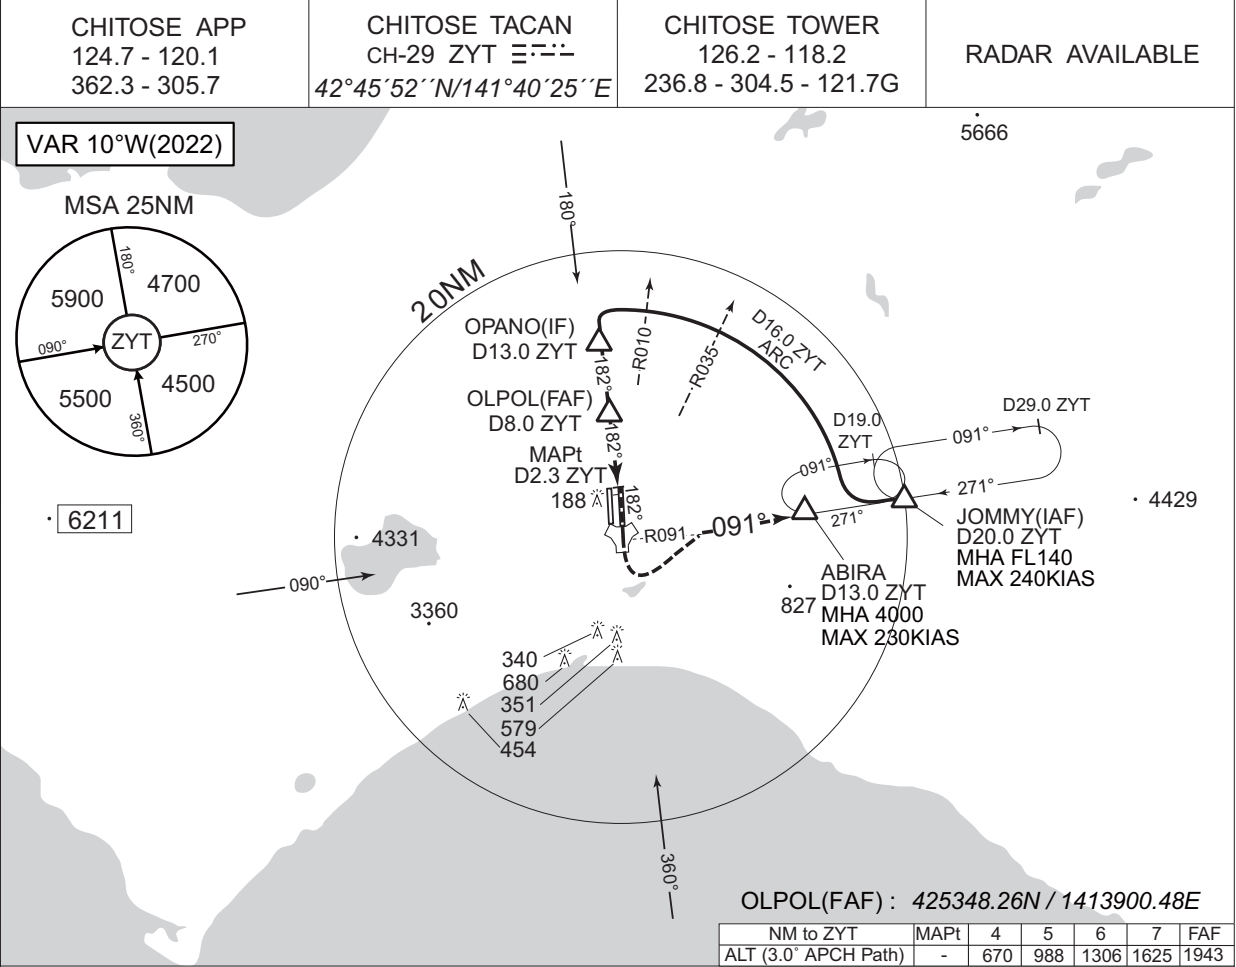 CHITOSE APP
124.7 - 120.1
362.3 - 305.7
CHITOSE TACAN
CH-29 ZYT
42°45´52´´N/141°40´25´´E
CHITOSE TOWER
126.2 - 118.2
236.8 - 304.5 - 121.7G
RADAR AVAILABLE
VAR 10°W(2022)
MSA 25NM
180°
5900
4700
ZYT
090°
270°
5500
4500
360°
5666
180°
20NM
OPANO(IF)
D13.0 ZYT
R010
R035
D16.0 ZYT
ARC
182°
OLPOL(FAF)
D8.0 ZYT
182°
MAPt
D2.3 ZYT
188
182°
D19.0
ZYT
D29.0 ZYT
091°
091°
271°
271°
R091
091°
JOMMY(IAF)
D20.0 ZYT
MHA FL140
MAX 240KIAS
4429
6211
4331
090°
3360
ABIRA
D13.0 ZYT
827
MHA 4000
MAX 230KIAS
340
680
351
579
454
360°
OLPOL(FAF) : 425348.26N / 1413900.48E
NM to ZYT MAPt 4 5 6 7 FAF
ALT (3.0° APCH Path) - 670 988 1306 1625 1943